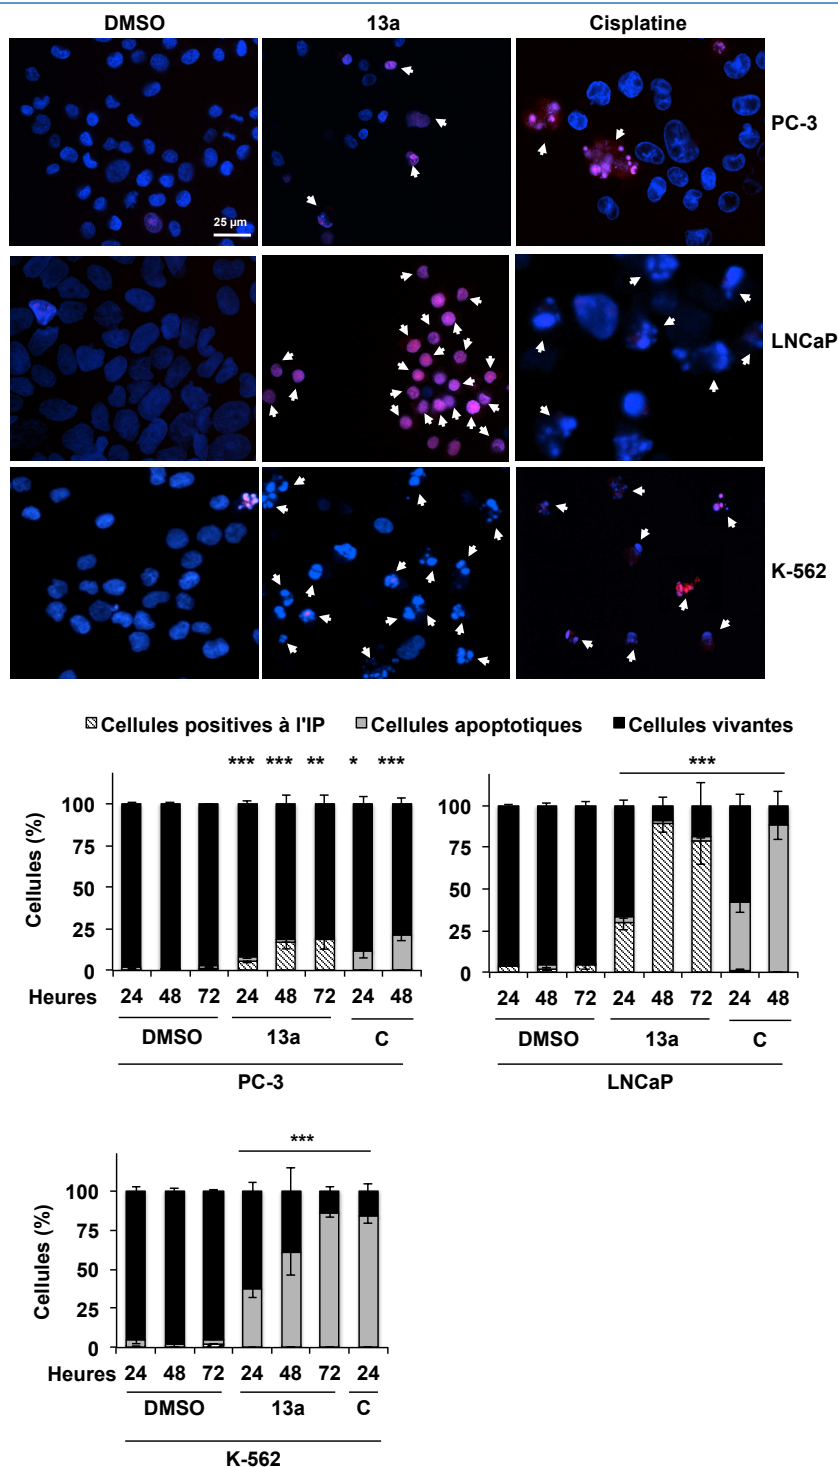 DMSO 13a Cisplatine
PC-3
25 µm
LNCaP
K-562
Cellules positives à l'IP Cellules apoptotiques Cellules vivantes
*** *** ** * ***
Cellules (%)
100
75
50
25
0
Heures 24 48 72 24 48 72 24 48
DMSO 13a C
PC-3
***
100
75
50
25
0
24 48 72 24 48 72 24 48
DMSO 13a C
LNCaP
***
Cellules (%)
100
75
50
25
0
Heures 24 48 72 24 48 72 24
DMSO 13a C
K-562